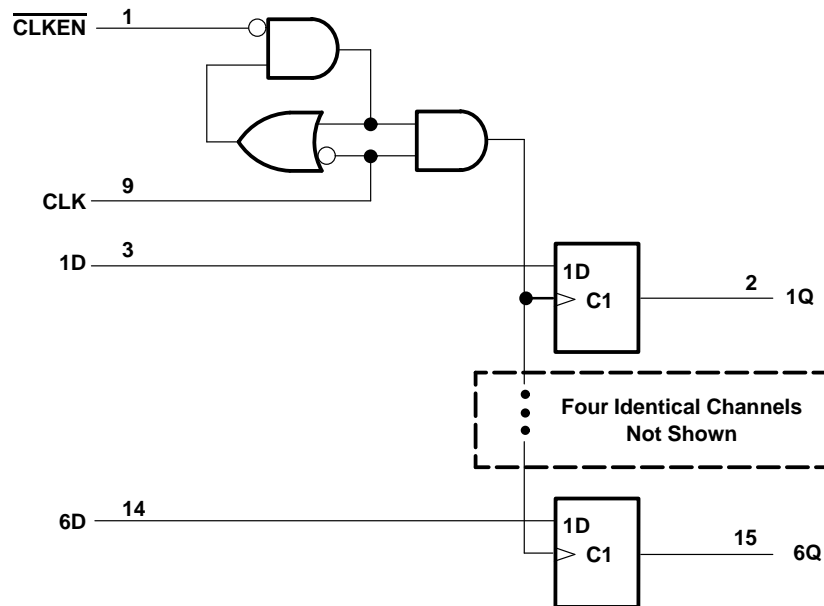 CLKEN 1
CLK 9
1D 3
1D
C1
2 1Q
Four Identical Channels
Not Shown
6D 14
1D
C1
15 6Q